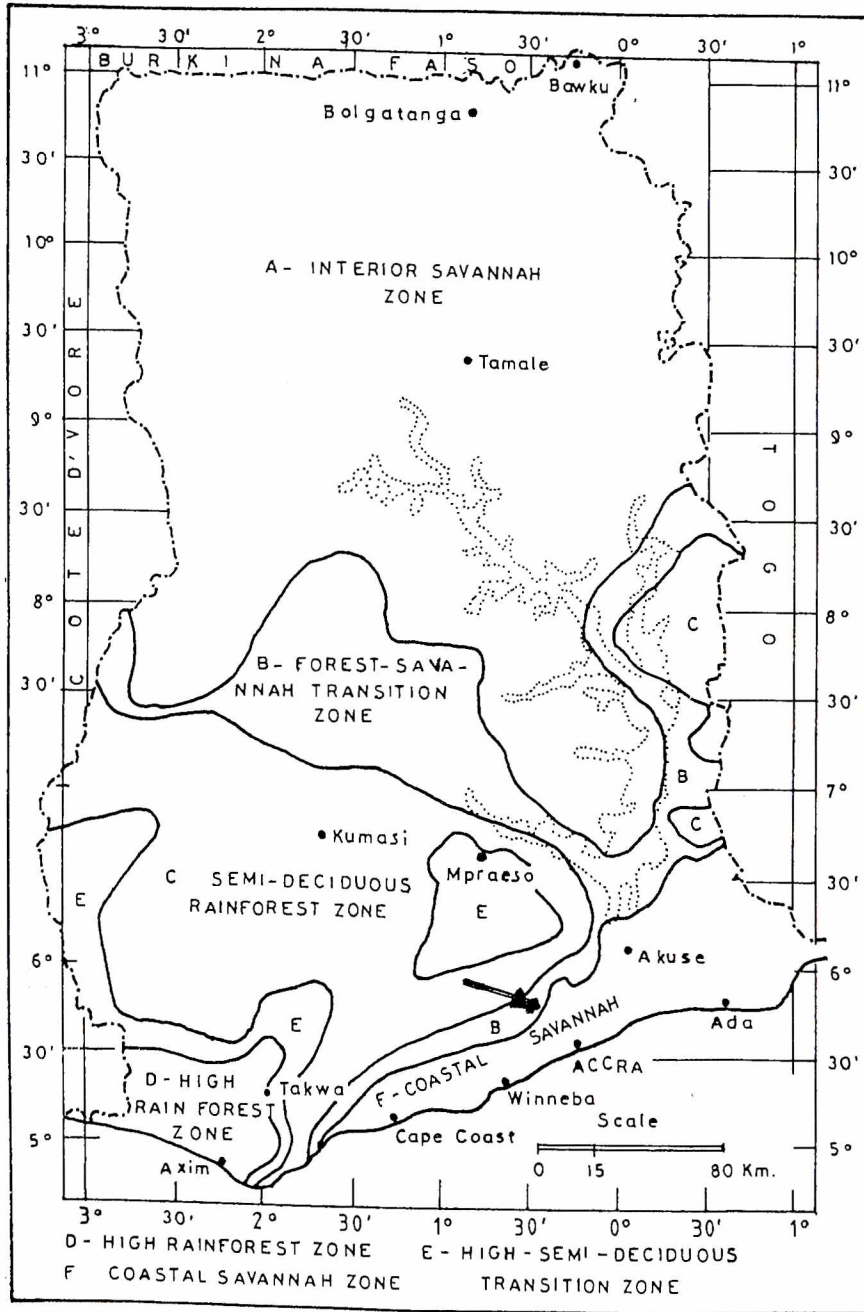 3° 30' 2° 30' 1° 30' 0° 30' 1°
BURKINA FASO
11° 11°
Bawku
Bolgatanga
30' 30'
10° 10°
A- INTERIOR SAVANNAH
ZONE
COTE D'VORE
30' 30'
Tamale
9° 9°
TOGO
30' 30'
8° 8°
C
B- FOREST-SAVA-
NNAH TRANSITION
ZONE
30' 30'
B
7°
C
Kumasi
Mpraeso
C SEMI-DECIDUOUS
RAINFOREST ZONE
E
E
30'
6° 6°
Akuse
E
B
F-COASTAL SAVANNAH
Ada
30' 30'
ACCRA
D-HIGH
RAIN FOREST
ZONE
Takwa
Winneba
Cape Coast
Scale
5° 5°
Axim
0 15 80 Km.
3° 30' 2° 30' 1° 30' 0° 30' 1°
D-HIGH RAINFOREST ZONE E-HIGH-SEMI-DECIDUOUS
F COASTAL SAVANNAH ZONE TRANSITION ZONE